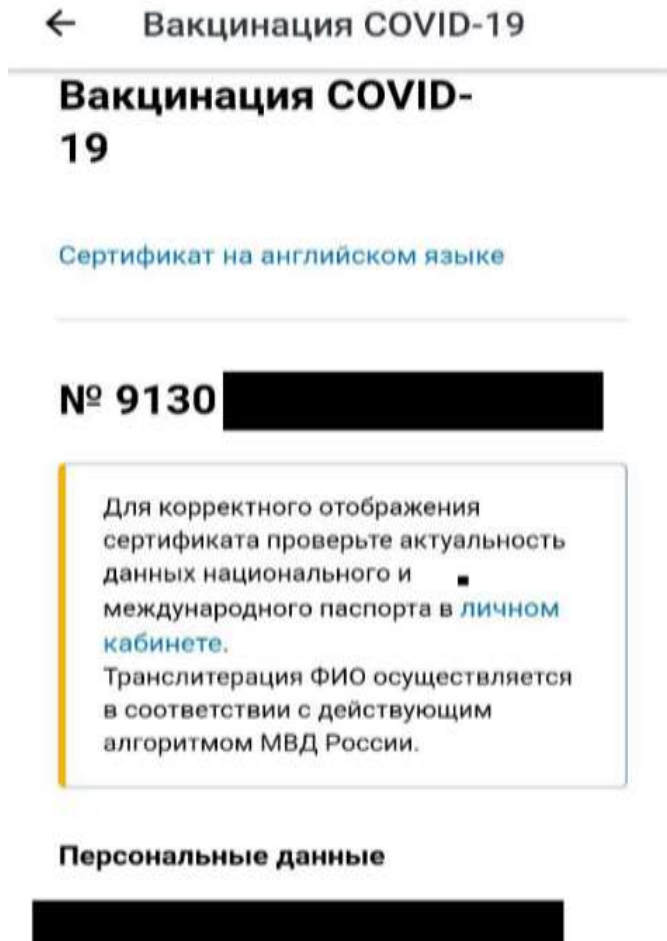 Вакцинация COVID-19
Вакцинация COVID-
19
Сертификат на английском языке
№ 9130
Для корректного отображения
сертификата проверьте актуальность
данных национального и
международного паспорта в личном
кабинете.
Транслитерация ФИО осуществляется
в соответствии с действующим
алгоритмом МВД России.
Персональные данные